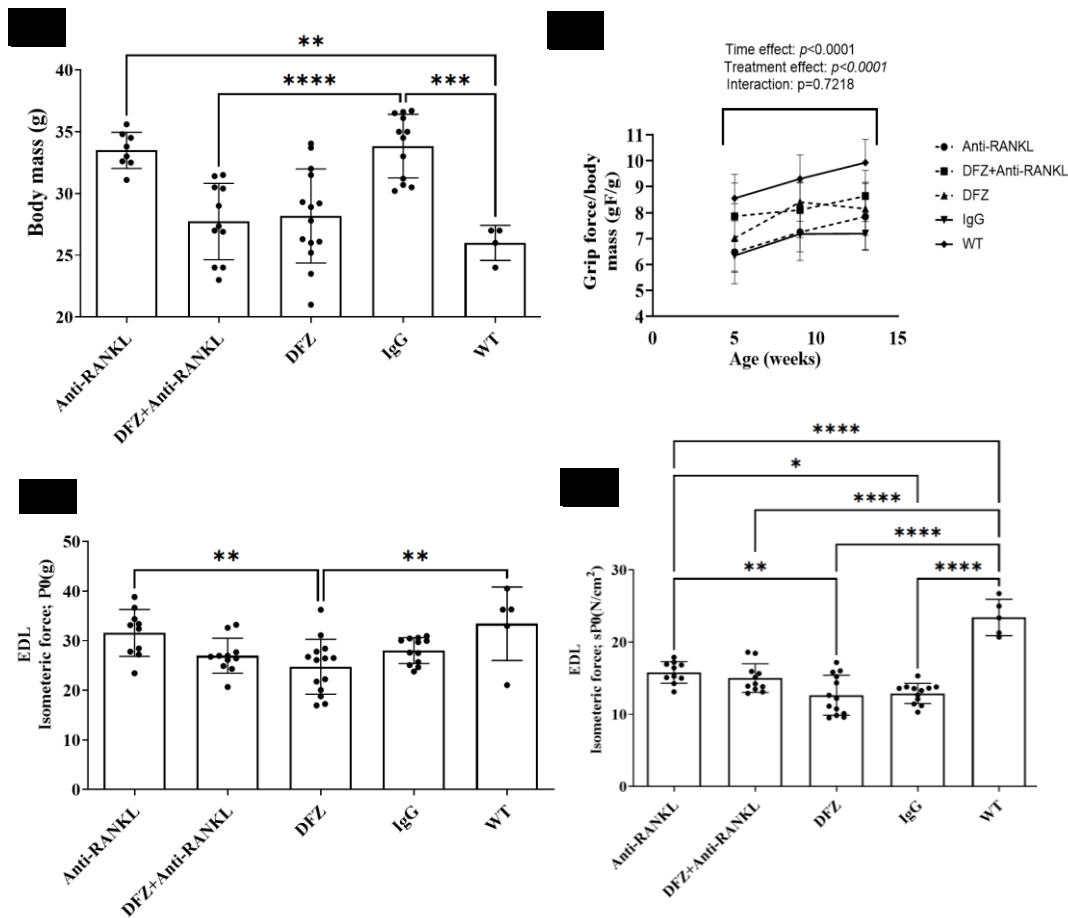 **
****
***
40
35
30
25
20
Body mass (g)
Anti-RANKL
DFZ+Anti-RANKL
DFZ
IgG
WT
Time effect: p<0.0001
Treatment effect: p<0.0001
Interaction: p=0.7218
11
10
9
8
7
6
5
4
Grip force/body
mass (gF/g)
0
5
10
15
Age (weeks)
Anti-RANKL
DFZ+Anti-RANKL
DFZ
IgG
WT
**
**
50
40
30
20
10
0
EDL
Isometeric force; P0(g)
Anti-RANKL
DFZ+Anti-RANKL
DFZ
IgG
WT
****
*
****
****
**
****
30
20
10
0
EDL
Isometeric force; sP0(N/cm²)
Anti-RANKL
DFZ+Anti-RANKL
DFZ
IgG
WT